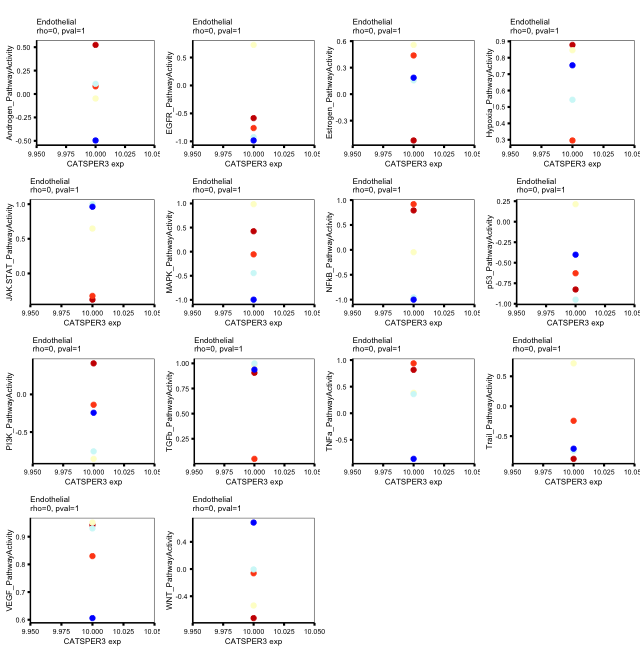 Endothelial
rho=0, pval=1
Androgen_PathwayActivity
0.50
0.25
0.00
-0.25
-0.50
9.950 9.975 10.000 10.025 10.05
CATSPER3 exp
Endothelial
rho=0, pval=1
EGFR_PathwayActivity
0.5
0.0
-0.5
-1.0
9.950 9.975 10.000 10.025 10.05
CATSPER3 exp
Endothelial
rho=0, pval=1
Estrogen_PathwayActivity
0.6
0.3
0.0
-0.3
9.950 9.975 10.000 10.025 10.05
CATSPER3 exp
Endothelial
rho=0, pval=1
Hypoxia_PathwayActivity
0.9
0.8
0.7
0.6
0.5
0.4
0.3
9.950 9.975 10.000 10.025 10.05
CATSPER3 exp
Endothelial
rho=0, pval=1
JAK.STAT_PathwayActivity
1.0
0.5
0.0
9.950 9.975 10.000 10.025 10.05
CATSPER3 exp
Endothelial
rho=0, pval=1
MAPK_PathwayActivity
1.0
0.5
0.0
-0.5
-1.0
9.950 9.975 10.000 10.025 10.05
CATSPER3 exp
Endothelial
rho=0, pval=1
NFkB_PathwayActivity
1.0
0.5
0.0
-0.5
-1.0
9.950 9.975 10.000 10.025 10.05
CATSPER3 exp
Endothelial
rho=0, pval=1
p53_PathwayActivity
0.25
0.00
-0.25
-0.50
-0.75
-1.00
9.950 9.975 10.000 10.025 10.05
CATSPER3 exp
Endothelial
rho=0, pval=1
PI3K_PathwayActivity
0.0
-0.5
9.950 9.975 10.000 10.025 10.05
CATSPER3 exp
Endothelial
rho=0, pval=1
TGFb_PathwayActivity
1.00
0.75
0.50
0.25
9.950 9.975 10.000 10.025 10.05
CATSPER3 exp
Endothelial
rho=0, pval=1
TNFa_PathwayActivity
1.0
0.5
0.0
-0.5
9.950 9.975 10.000 10.025 10.05
CATSPER3 exp
Endothelial
rho=0, pval=1
Trail_PathwayActivity
0.5
0.0
-0.5
9.950 9.975 10.000 10.025 10.05
CATSPER3 exp
Endothelial
rho=0, pval=1
VEGF_PathwayActivity
0.9
0.8
0.7
0.6
9.950 9.975 10.000 10.025 10.05
CATSPER3 exp
Endothelial
rho=0, pval=1
WNT_PathwayActivity
0.4
0.0
-0.4
9.950 9.975 10.000 10.025 10.050
CATSPER3 exp